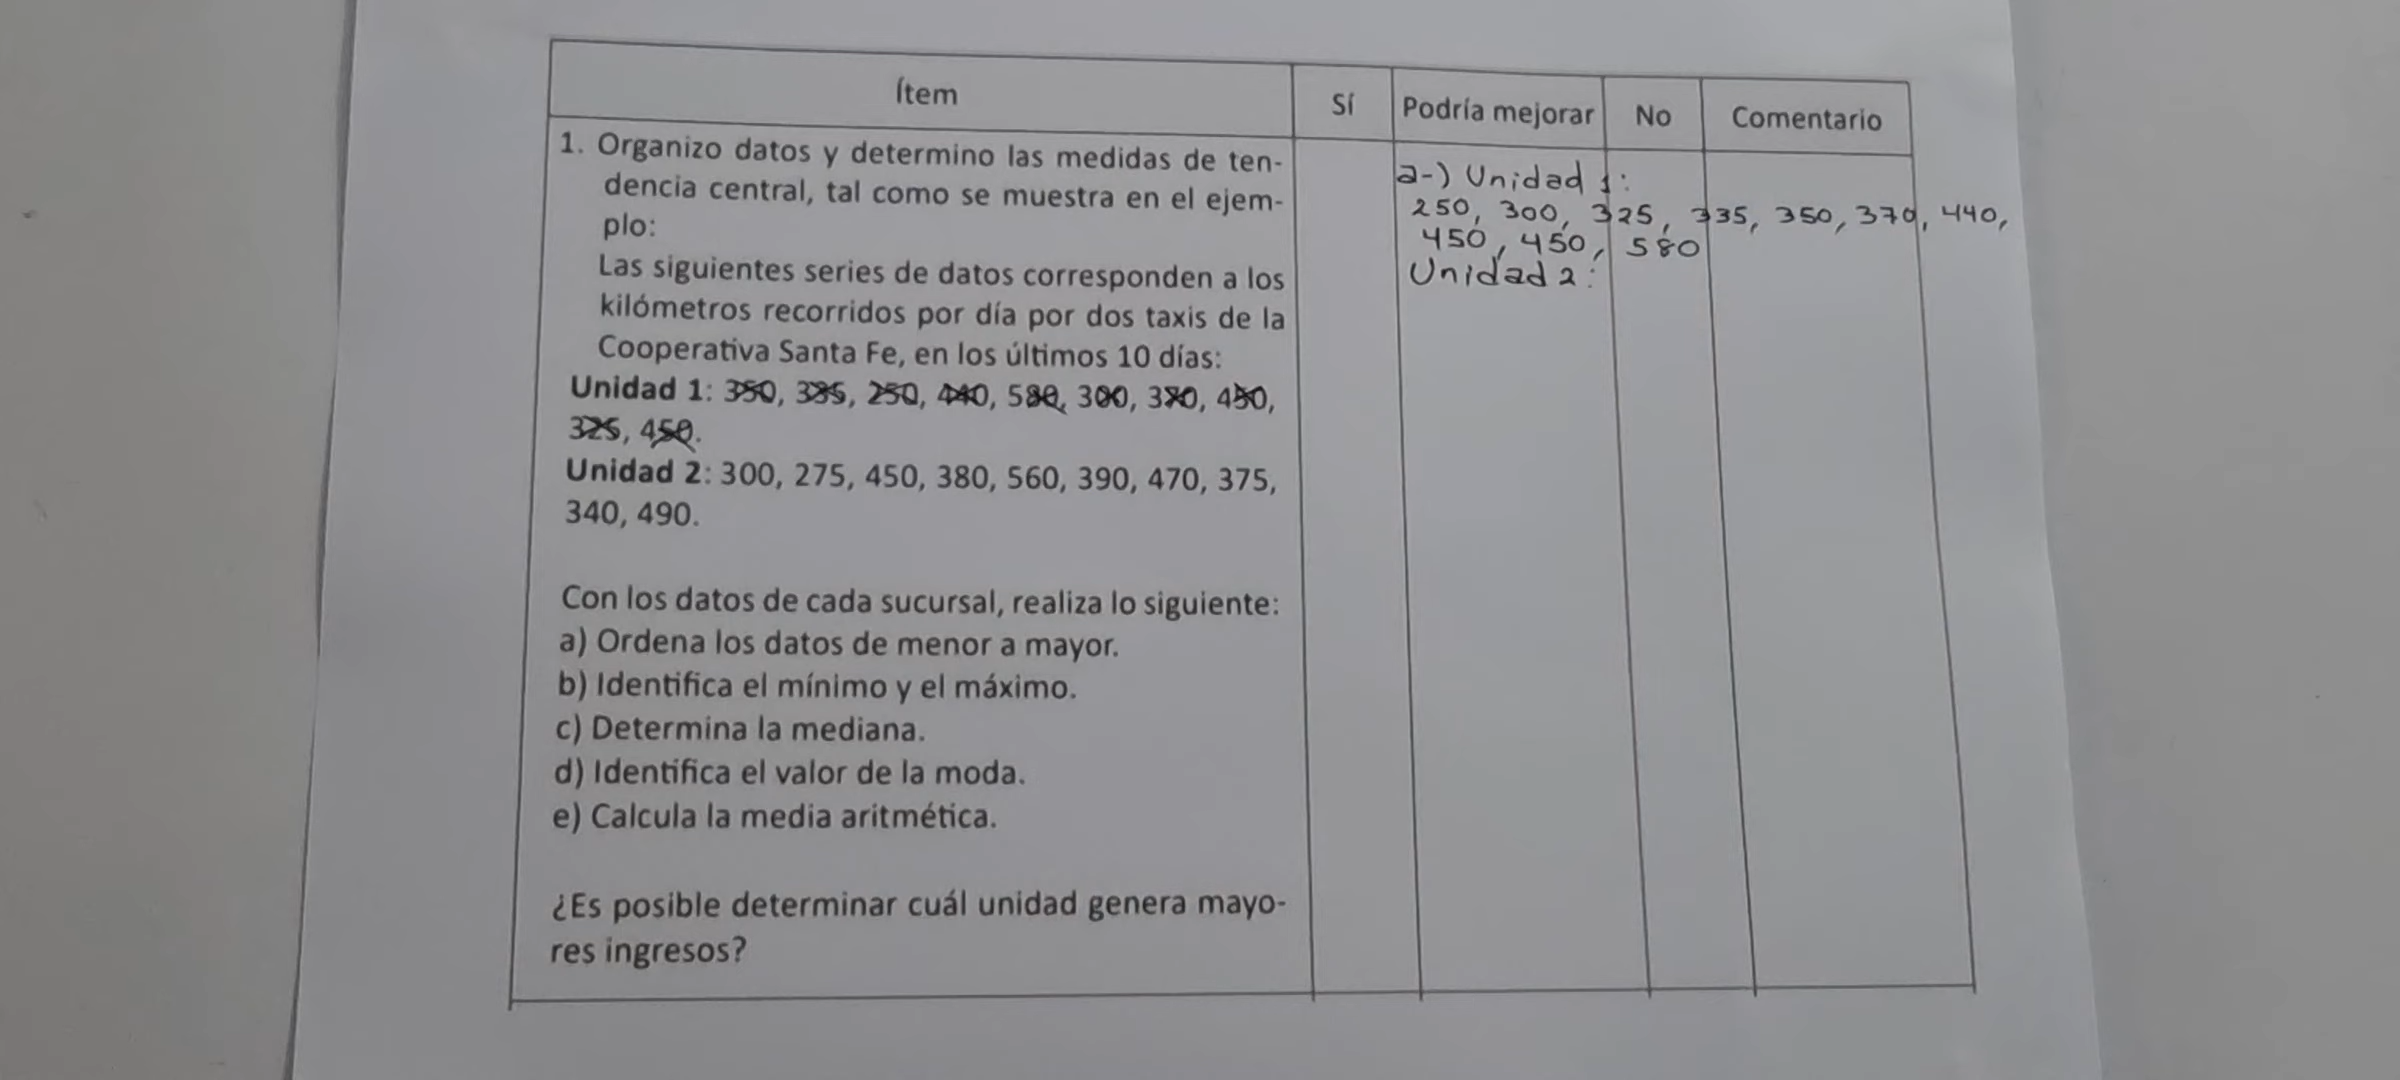 Ítem
Sí
Podría mejorar
No
Comentario
1. Organizo datos y determino las medidas de ten-
dencia central, tal como se muestra en el ejem-
plo:
Las siguientes series de datos corresponden a los
kilómetros recorridos por día por dos taxis de la
Cooperativa Santa Fe, en los últimos 10 días:
Unidad 1: 350, 335, 250, 440, 580, 300, 370, 450,
325, 450.
Unidad 2: 300, 275, 450, 380, 560, 390, 470, 375,
340, 490.
Con los datos de cada sucursal, realiza lo siguiente:
a) Ordena los datos de menor a mayor.
b) Identifica el mínimo y el máximo.
c) Determina la mediana.
d) Identifica el valor de la moda.
e) Calcula la media aritmética.
¿Es posible determinar cuál unidad genera mayo-
res ingresos?
a-) Unidad 1:
250, 300, 325, 335, 350, 370, 440,
450, 450, 580
Unidad 2: